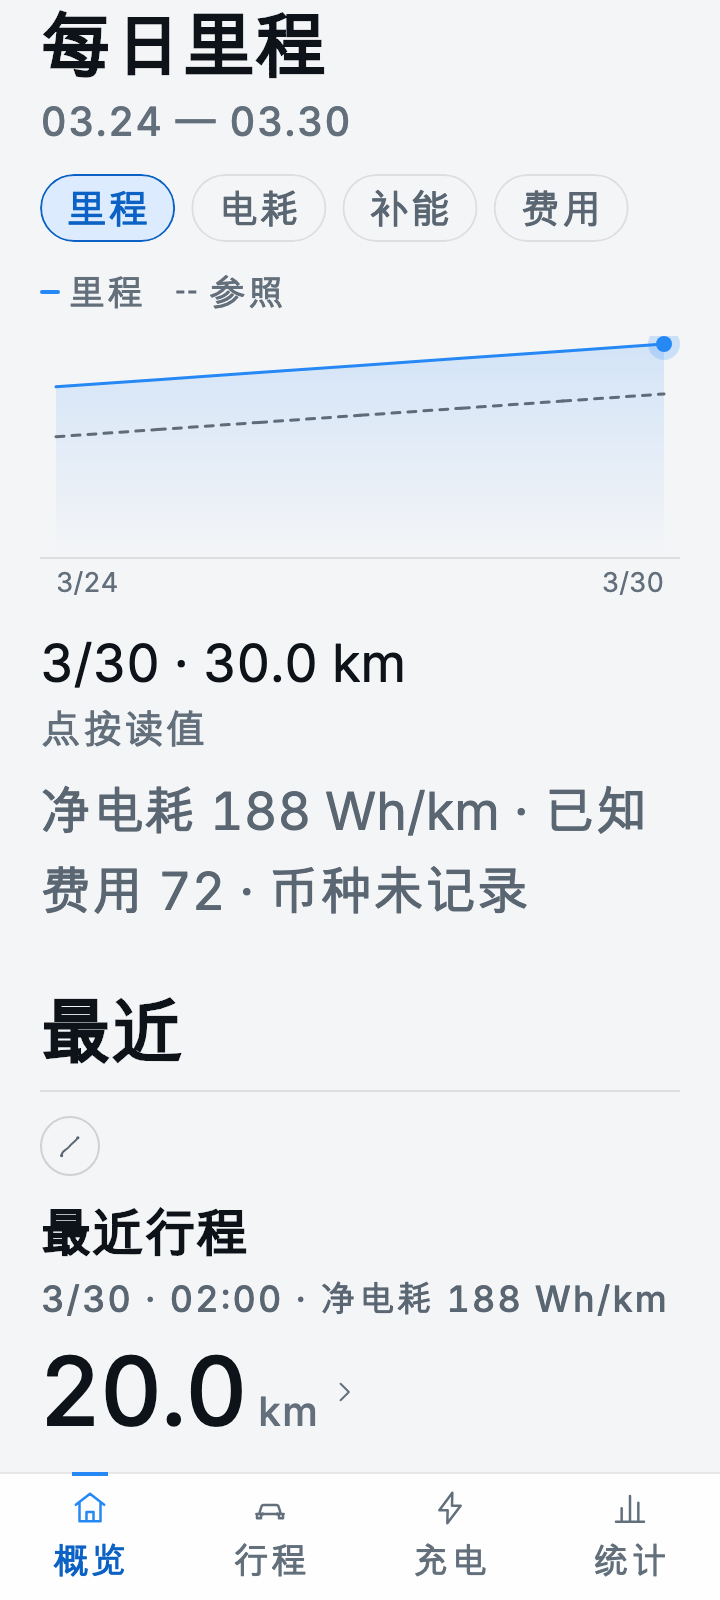 每日里程
03.24 — 03.30
里程 电耗 补能 费用
里程 -- 参照
3/24 3/30
3/30 · 30.0 km
点按读值
净电耗 188 Wh/km · 已知
费用 72 · 币种未记录
最近
最近行程
3/30 · 02:00 · 净电耗 188 Wh/km
20.0 km
概览 行程 充电 统计